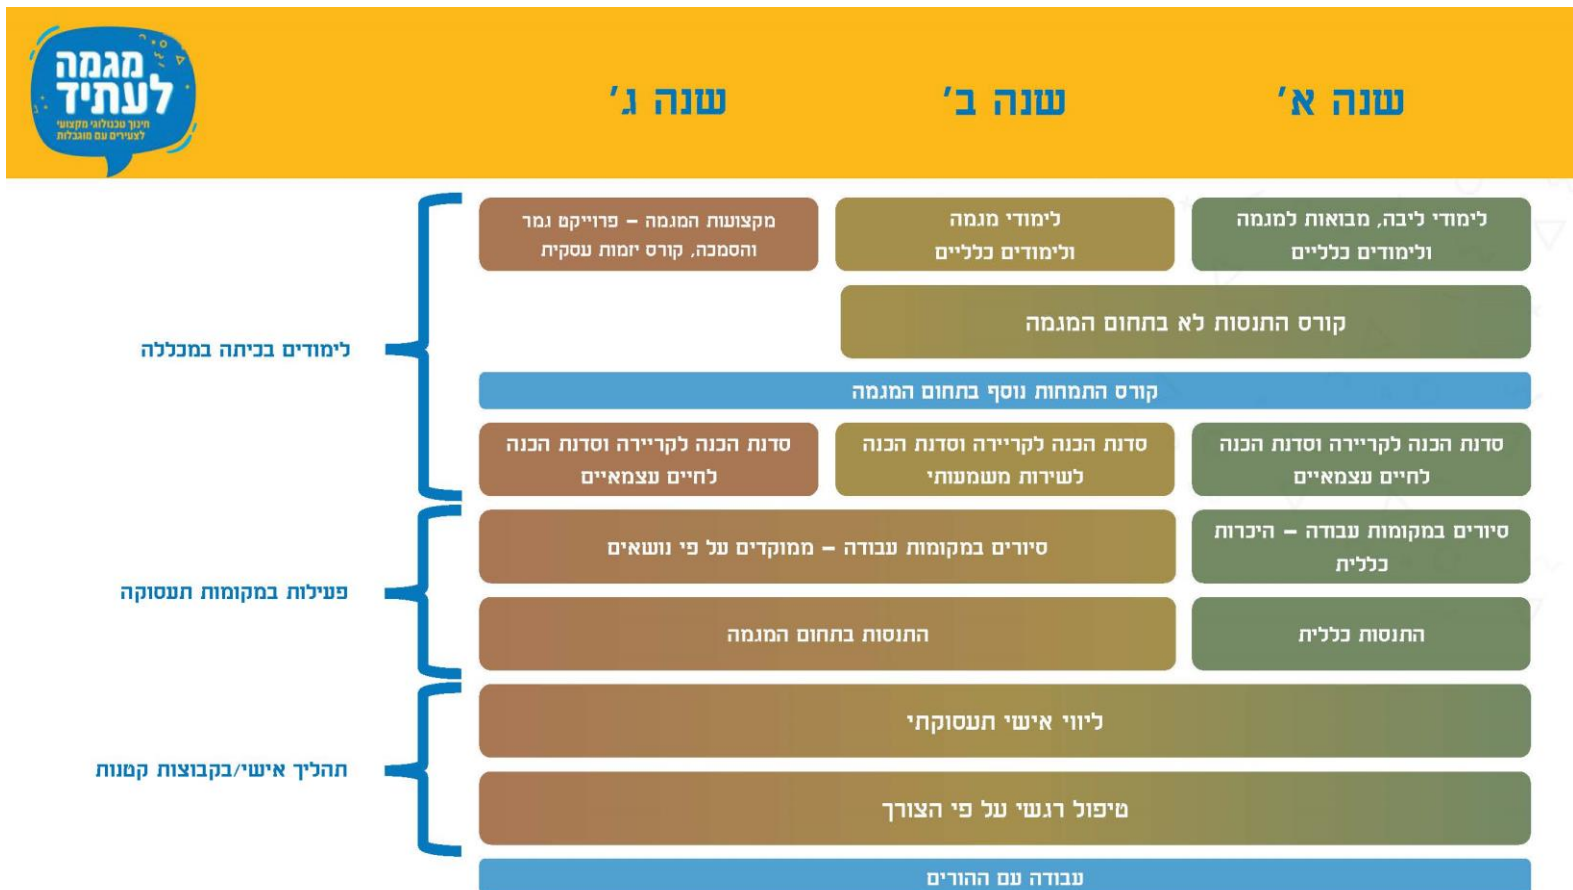 מגמה
לעתיד
חינוך טכנולוגי מקצועי
לצעירים עם מוגבלות
שנה א'
שנה ב'
שנה ג'
לימודי ליבה, מבואות למגמה
ולימודים כלליים
לימודי מגמה
ולימודים כלליים
מקצועות המגמה – פרוייקט גמר
והסמכה, קורס יזמות עסקית
קורס התנסות לא בתחום המגמה
לימודים בכיתה במכללה
קורס התמחות נוסף בתחום המגמה
סדנת הכנה לקריירה וסדנת הכנה
לחיים עצמאיים
סדנת הכנה לקריירה וסדנת הכנה
לשירות משמעותי
סדנת הכנה לקריירה וסדנת הכנה
לחיים עצמאיים
סיורים במקומות עבודה – היכרות
כללית
סיורים במקומות עבודה – ממוקדים על פי נושאים
פעילות במקומות תעסוקה
התנסות כללית
התנסות בתחום המגמה
ליווי אישי תעסוקתי
תהליך אישי/בקבוצות קטנות
טיפול רגשי על פי הצורך
עבודה עם ההורים